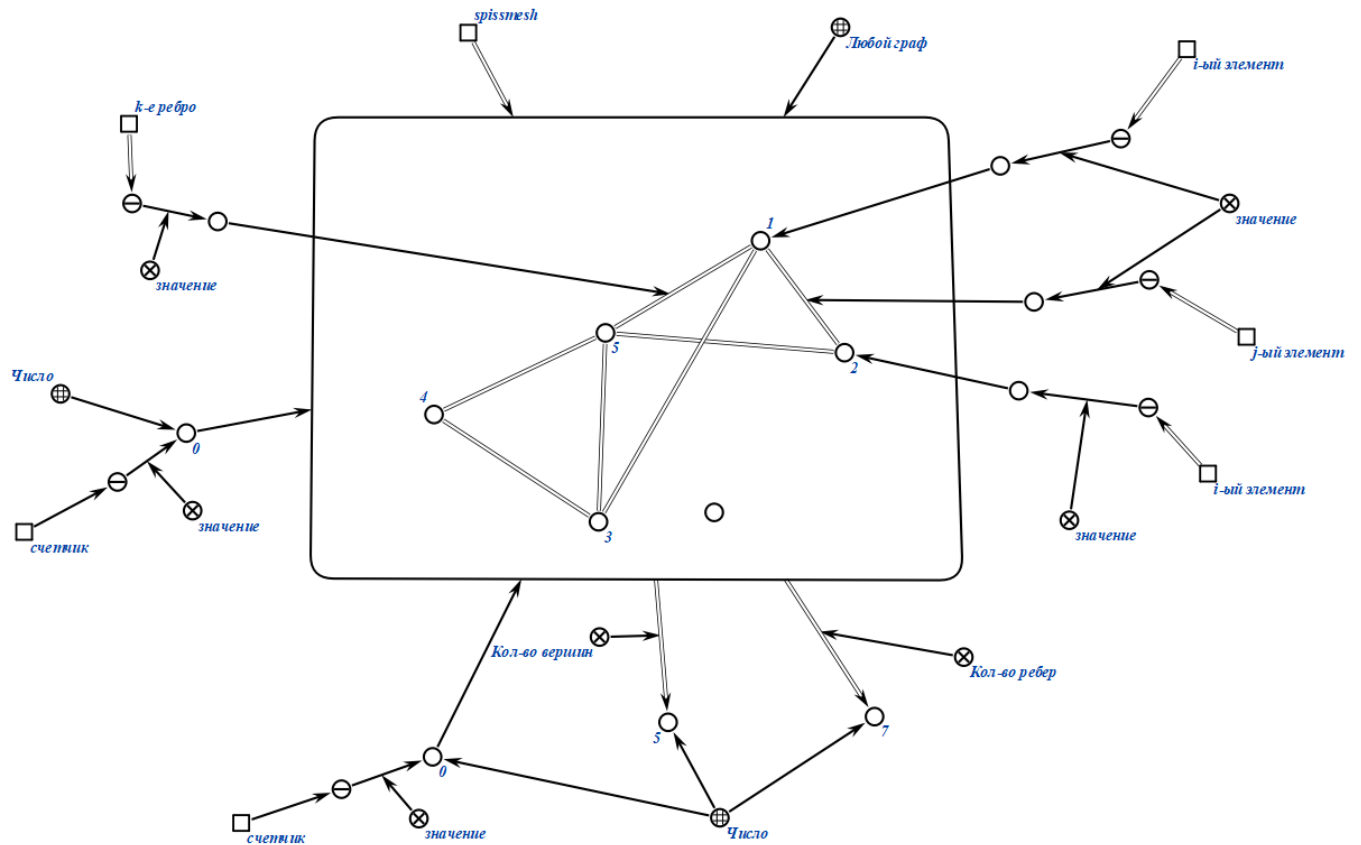 spissmesh
Любой граф
i-ый элемент
k-е ребро
значение
значение
1
5
2
j-ый элемент
Число
4
0
i-ый элемент
значение
счетчик
3
значение
Кол-во вершин
Кол-во ребер
5
7
0
счетчик
значение
Число